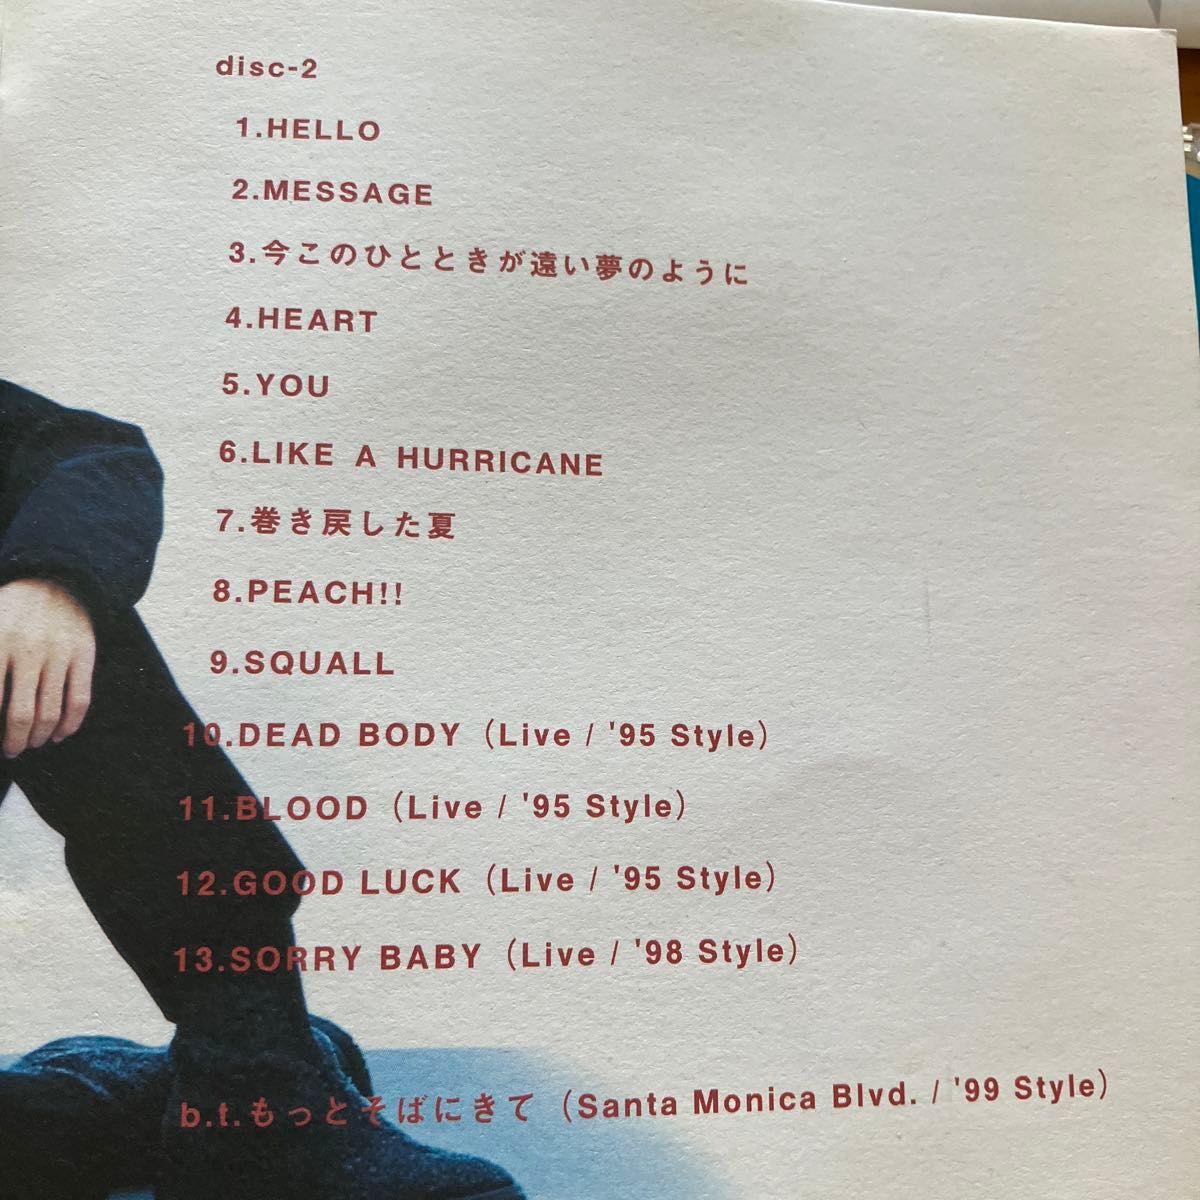 disc-2
1.HELLO
2.MESSAGE
3.今このひとときが遠い夢のように
4.HEART
5.YOU
6.LIKE A HURRICANE
7.巻き戻した夏
8.PEACH!!
9.SQUALL
10.DEAD BODY（Live / '95 Style）
11.BLOOD（Live / '95 Style）
12.GOOD LUCK（Live / '95 Style）
13.SORRY BABY（Live / '98 Style）
b.t.もっとそばにきて（Santa Monica Blvd. / '99 Style）